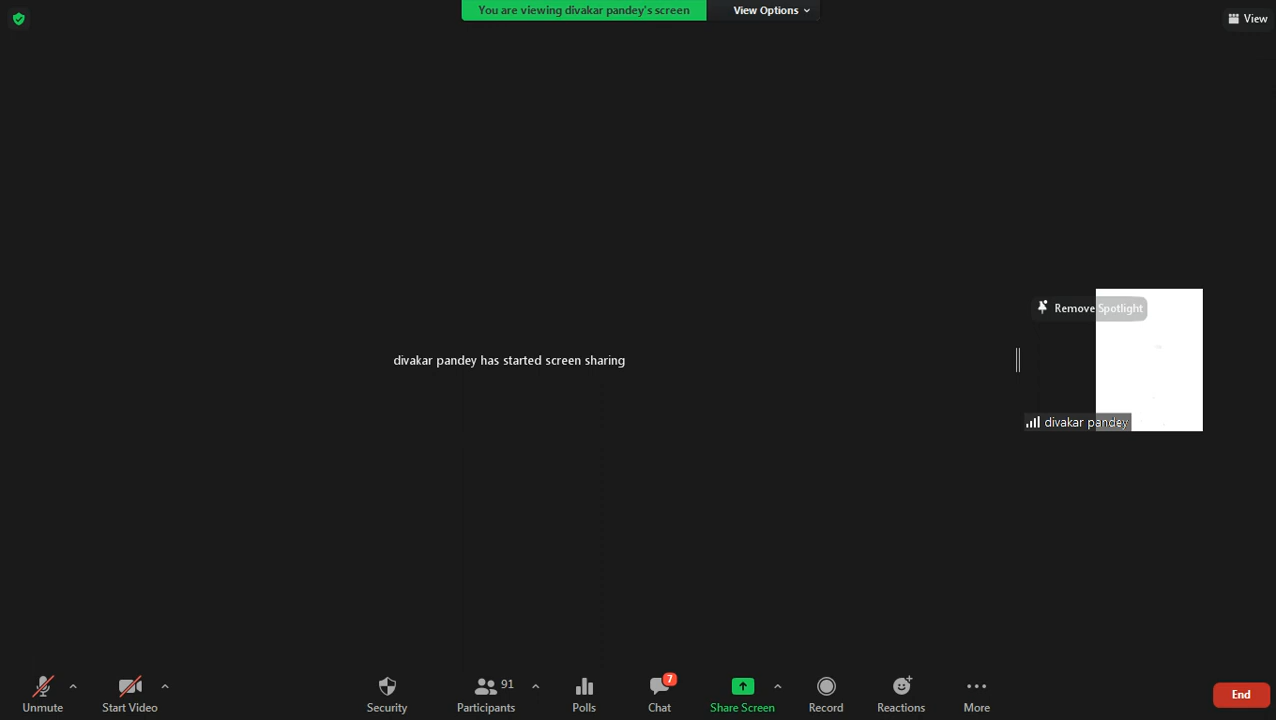 You are viewing divakar pandey's screen
View Options
View
Remove Spotlight
divakar pandey has started screen sharing
divakar pandey
Unmute
Start Video
Security
91
Participants
Polls
7
Chat
Share Screen
Record
Reactions
More
End